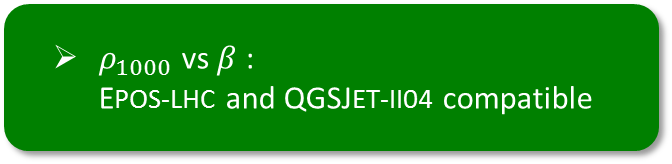 ➢ 𝜌₁₀₀₀ vs 𝛽 :
EPOS-LHC and QGSJET-II04 compatible